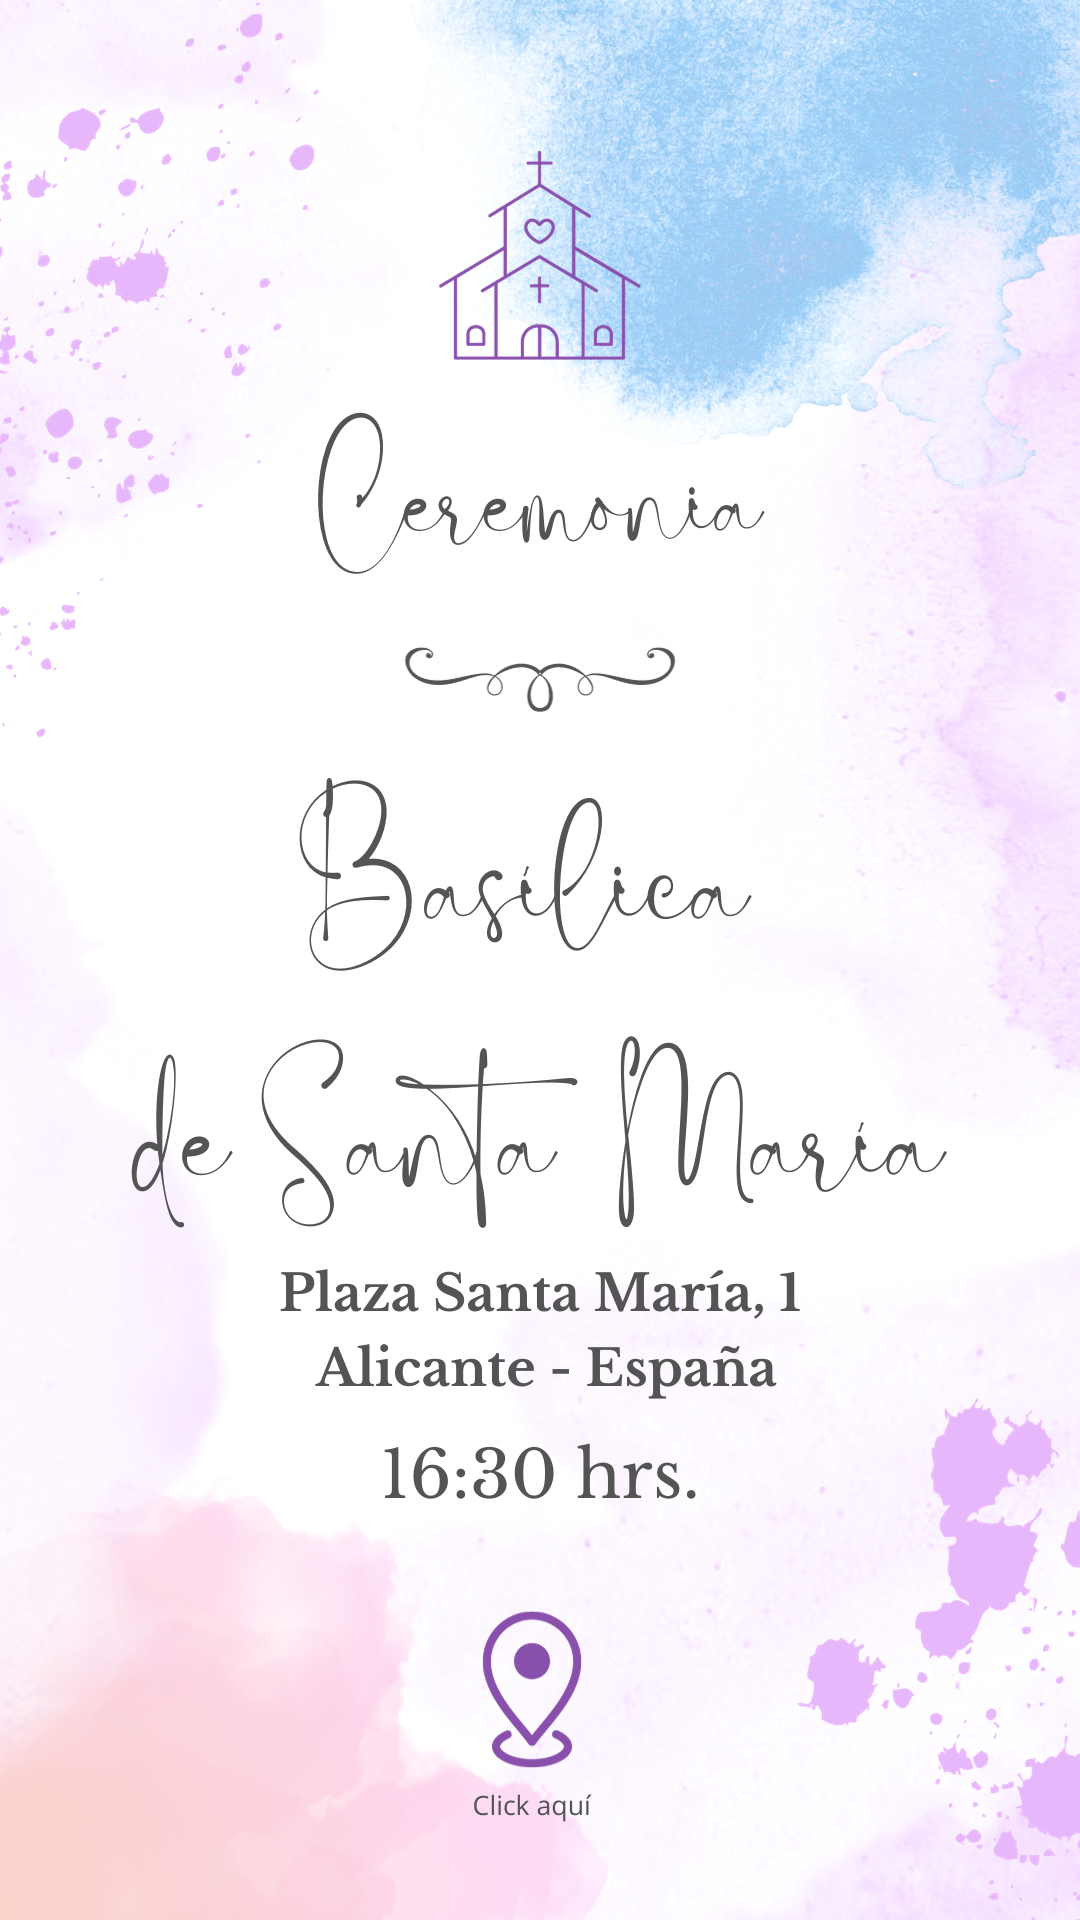 Ceremonia
Basílica
de Santa María
Plaza Santa María, 1
Alicante - España
16:30 hrs.
Click aquí